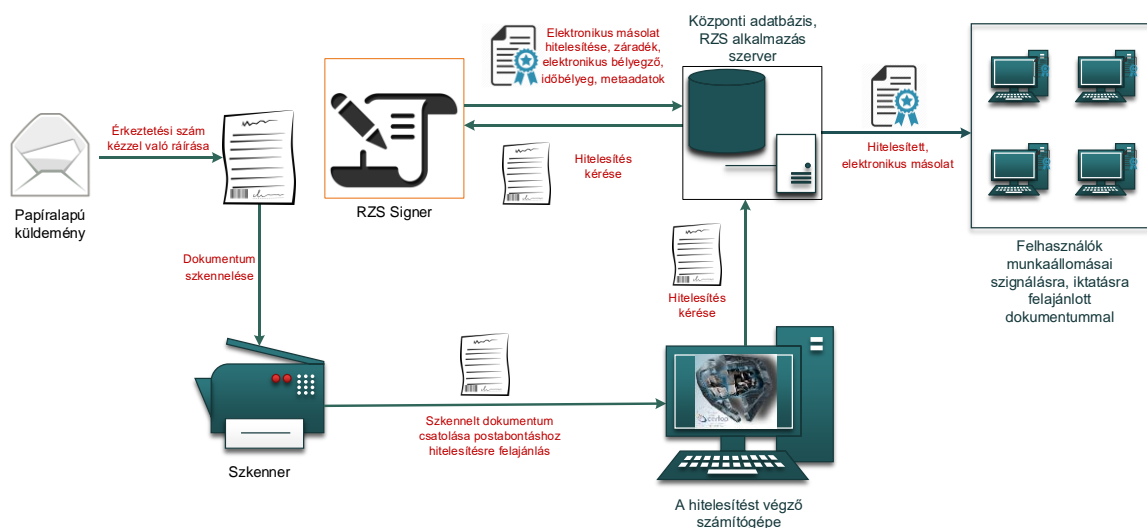 Papíralapú
küldemény
Érkeztetési szám
kézzel való ráírása
Dokumentum
szkennelése
Szkenner
Szkennelt dokumentum
csatolása postabontáshoz
hitelesítésre felajánlás
A hitelesítést végző
számítógépe
Hitelesítés
kérése
Központi adatbázis,
RZS alkalmazás
szerver
Hitelesítés
kérése
RZS Signer
Elektronikus másolat
hitelesítése, záradék,
elektronikus bélyegző,
időbélyeg, metaadatok
Hitelesített,
elektronikus másolat
Felhasználók
munkaállomásai
szignálásra, iktatásra
felajánlott
dokumentummal